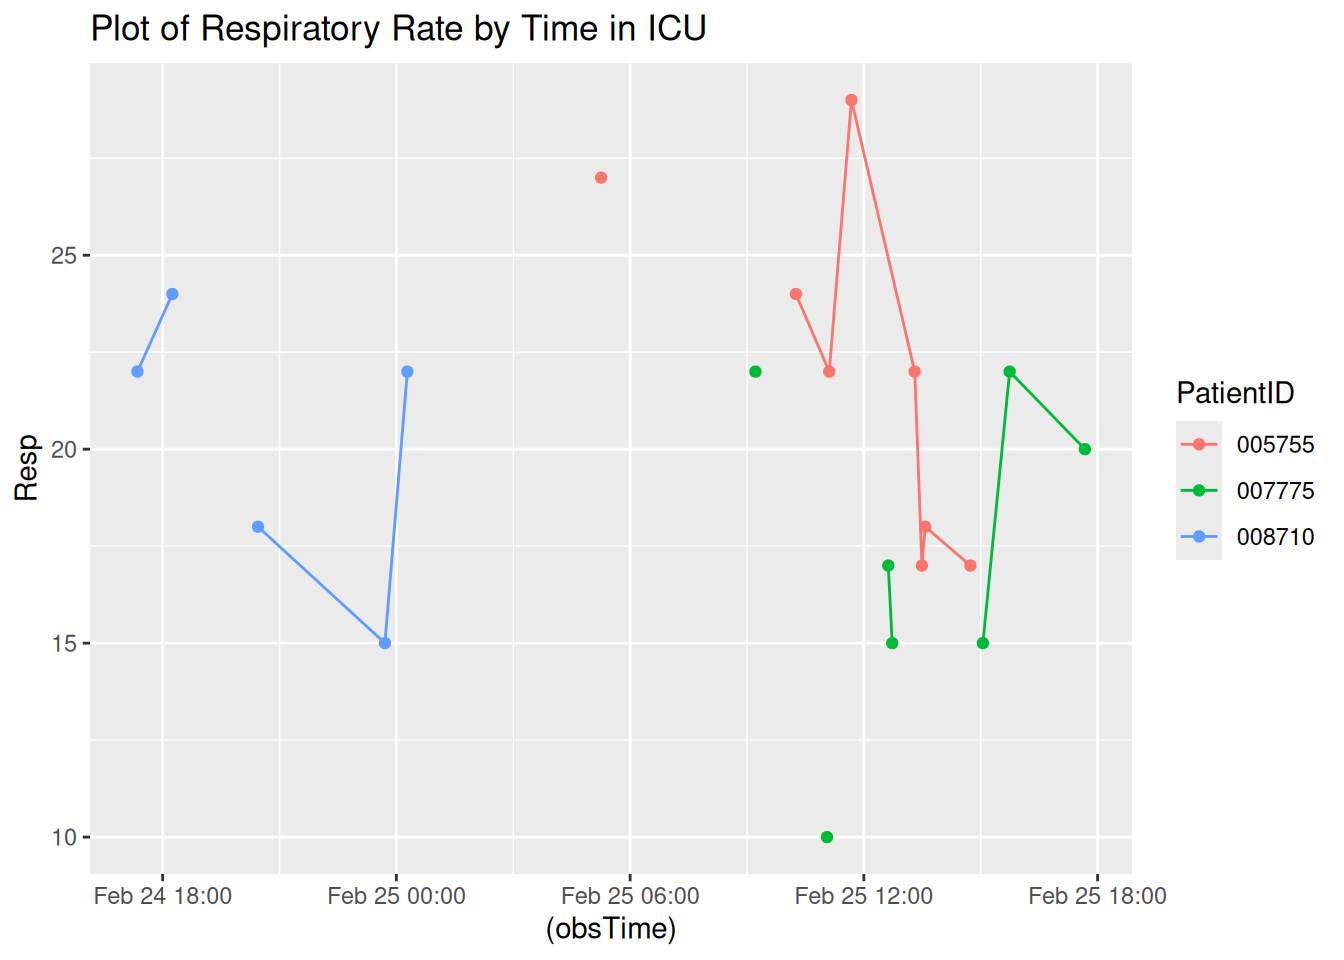 Plot of Respiratory Rate by Time in ICU
Resp
25
20
15
10
Feb 24 18:00
Feb 25 00:00
Feb 25 06:00
Feb 25 12:00
Feb 25 18:00
(obsTime)
PatientID
005755
007775
008710